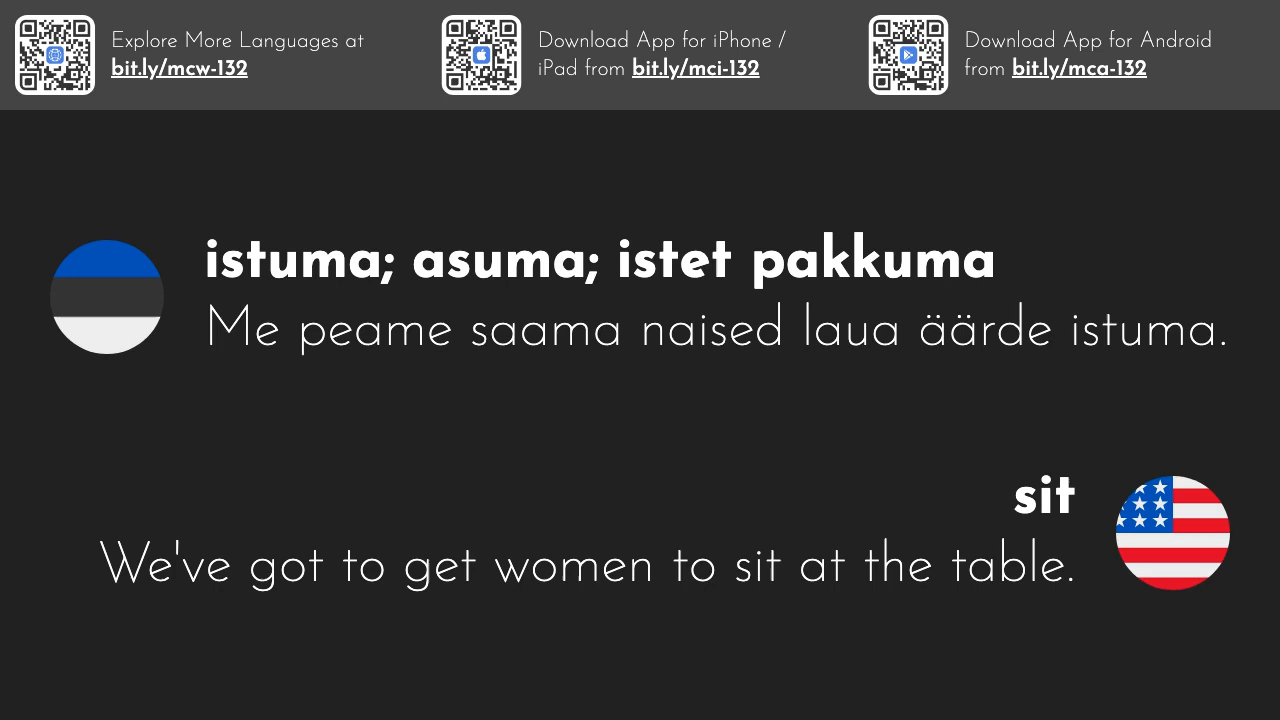 Explore More Languages at
bit.ly/mcw-132
Download App for iPhone /
iPad from bit.ly/mci-132
Download App for Android
from bit.ly/mca-132
istuma; asuma; istet pakkuma
Me peame saama naised laua äärde istuma.
sit
We've got to get women to sit at the table.